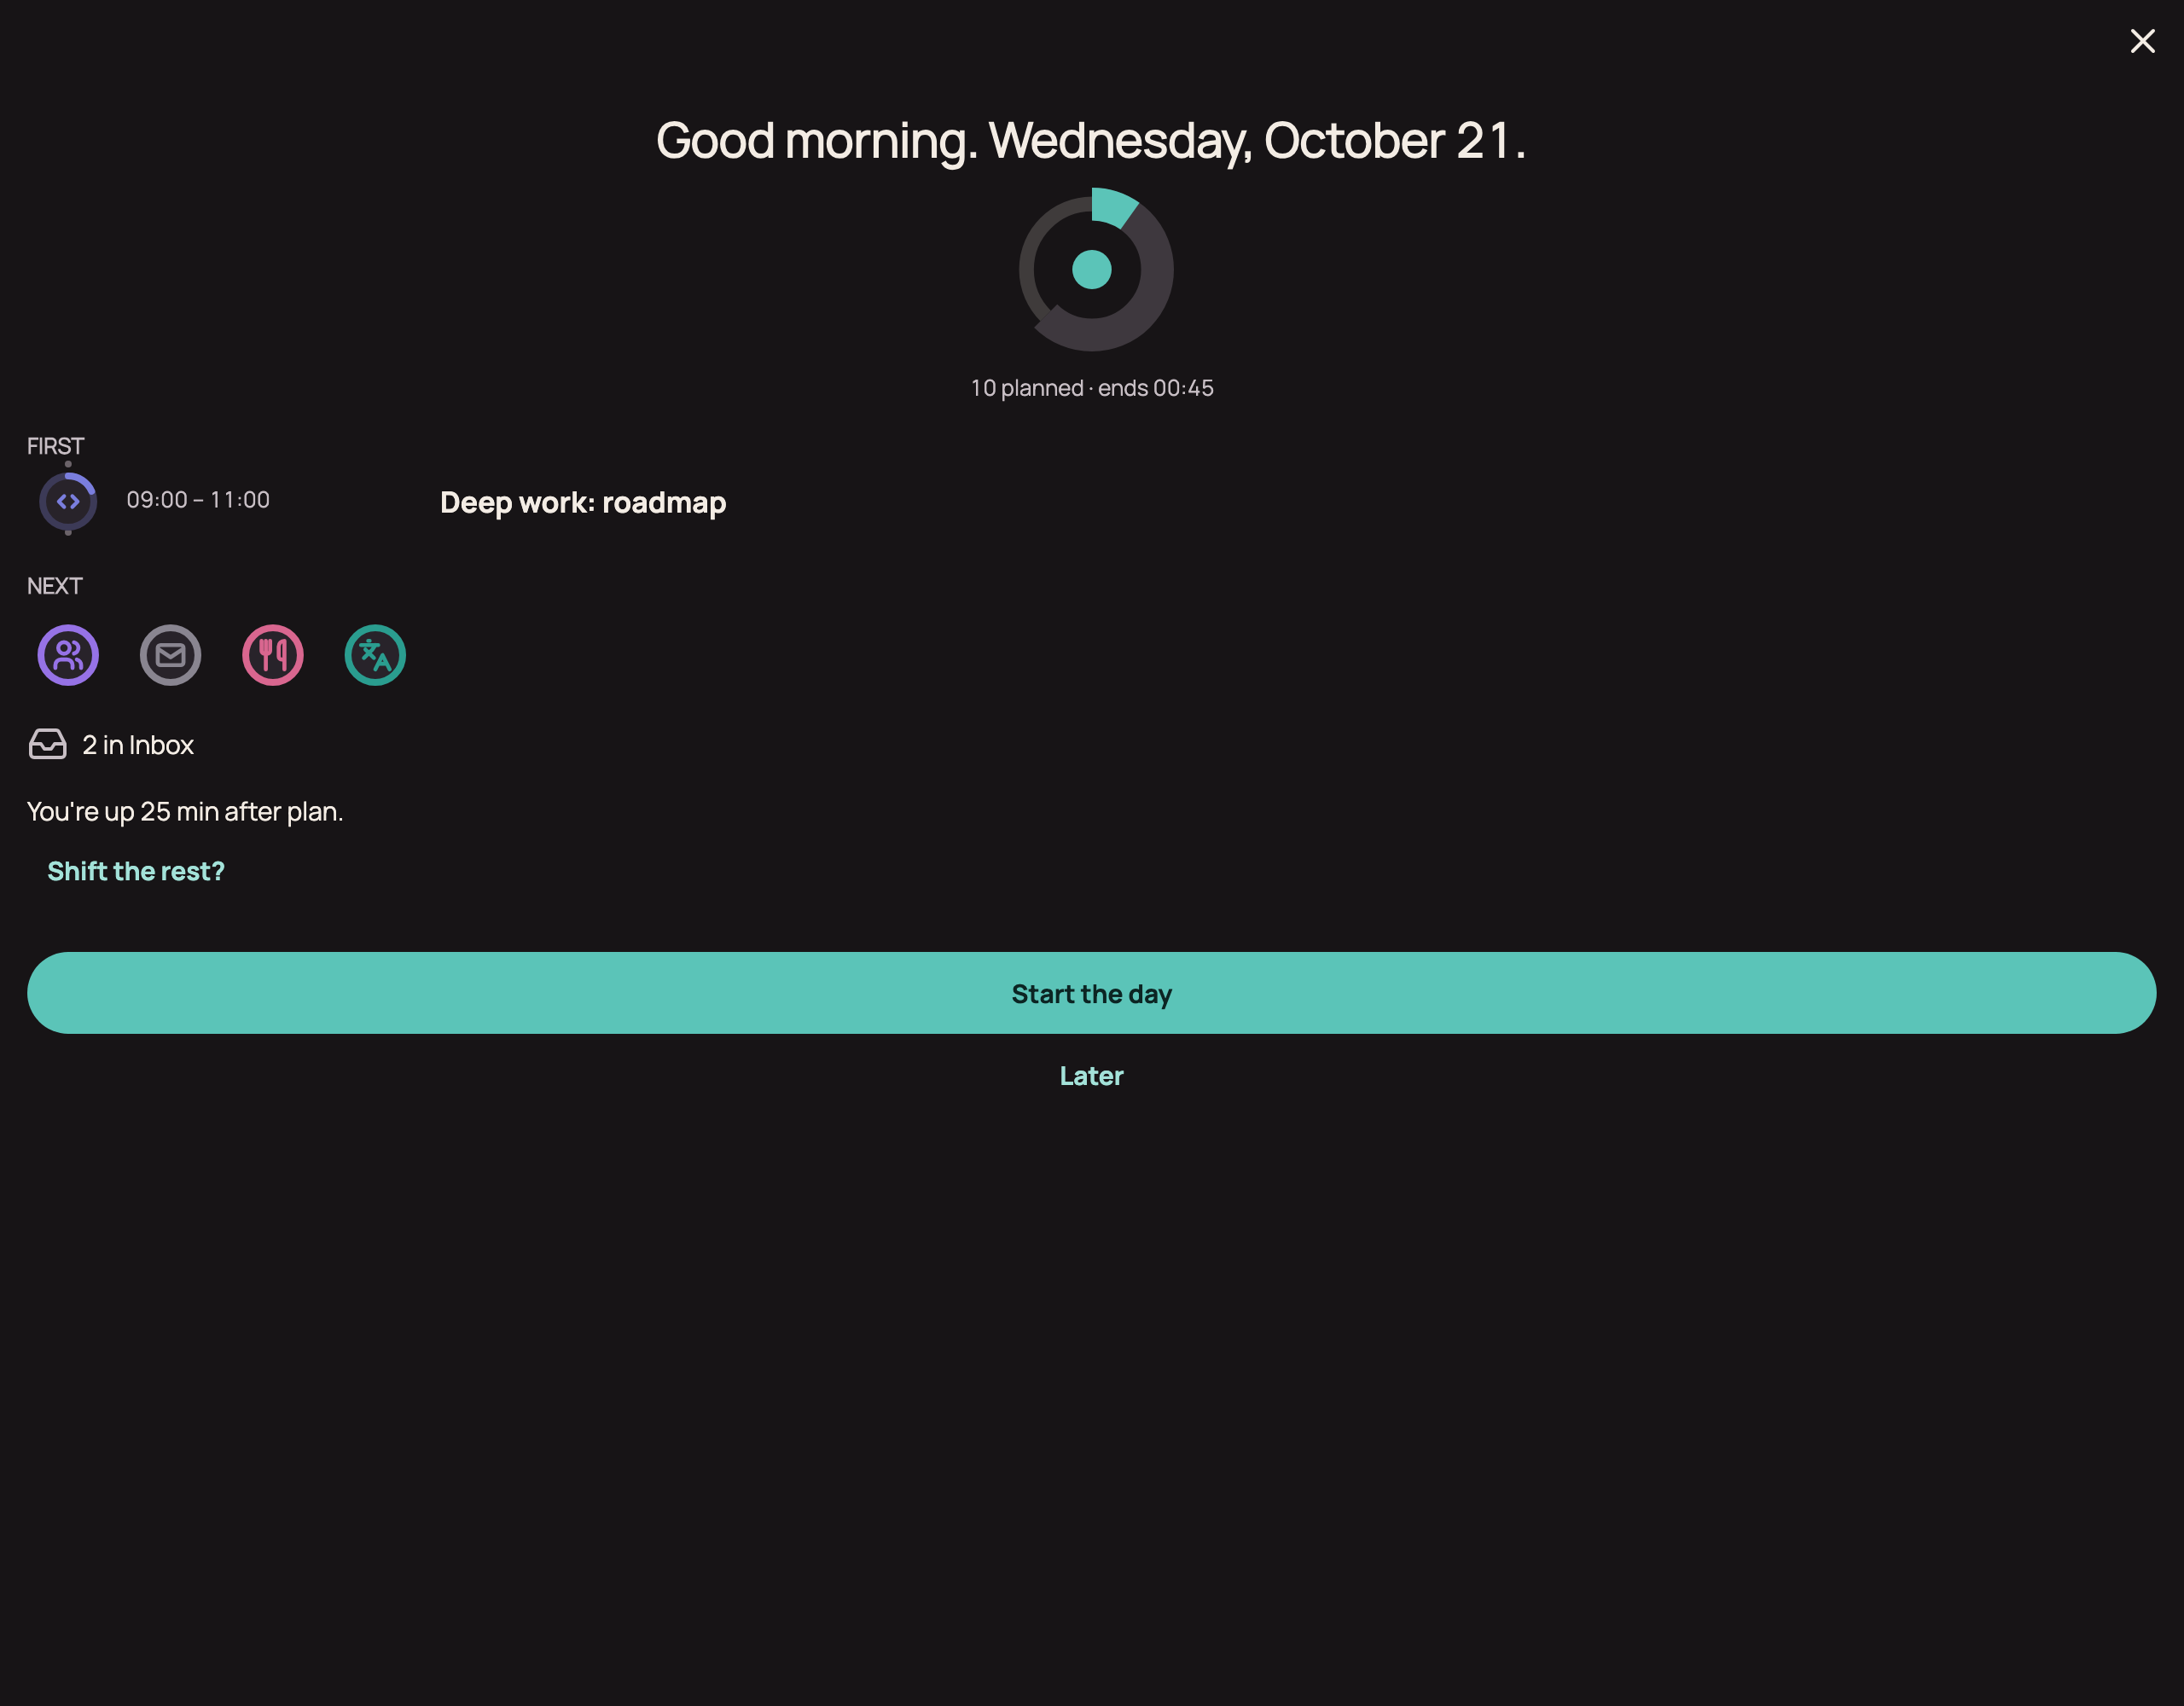 Good morning. Wednesday, October 21.
10 planned · ends 00:45
FIRST
09:00 – 11:00 Deep work: roadmap
NEXT
2 in Inbox
You're up 25 min after plan.
Shift the rest?
Start the day
Later